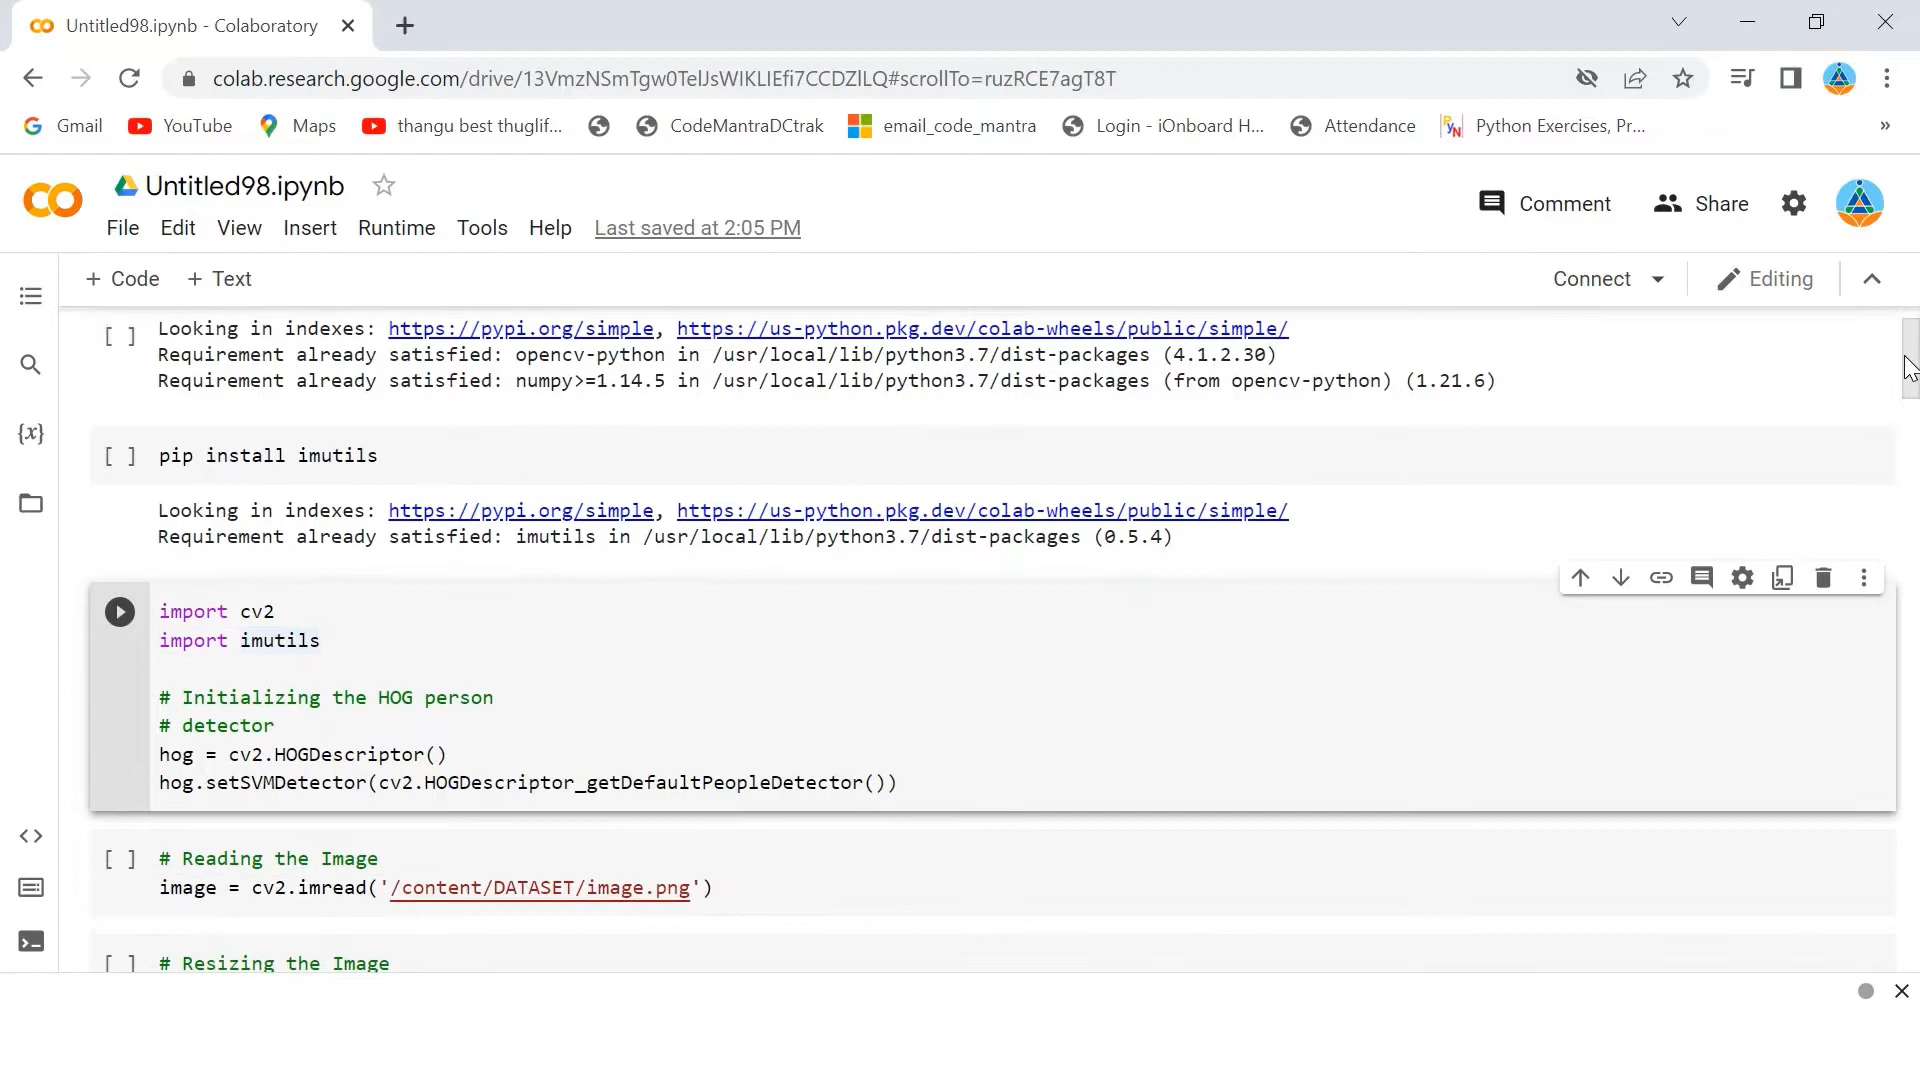 Untitled98.ipynb - Colaboratory
colab.research.google.com/drive/13VmzNSmTgw0TelJsWIKLIEfi7CCDZlLQ#scrollTo=ruzRCE7agT8T
Gmail YouTube Maps thangu best thuglif... CodeMantraDCtrak email_code_mantra Login - iOnboard H... Attendance Python Exercises, Pr... »
Untitled98.ipynb
File Edit View Insert Runtime Tools Help Last saved at 2:05 PM
Comment Share
+ Code + Text
Connect Editing
[ ] Looking in indexes: https://pypi.org/simple, https://us-python.pkg.dev/colab-wheels/public/simple/
Requirement already satisfied: opencv-python in /usr/local/lib/python3.7/dist-packages (4.1.2.30)
Requirement already satisfied: numpy>=1.14.5 in /usr/local/lib/python3.7/dist-packages (from opencv-python) (1.21.6)
[ ] pip install imutils
Looking in indexes: https://pypi.org/simple, https://us-python.pkg.dev/colab-wheels/public/simple/
Requirement already satisfied: imutils in /usr/local/lib/python3.7/dist-packages (0.5.4)
import cv2
import imutils
# Initializing the HOG person
# detector
hog = cv2.HOGDescriptor()
hog.setSVMDetector(cv2.HOGDescriptor_getDefaultPeopleDetector())
[ ] # Reading the Image
image = cv2.imread('/content/DATASET/image.png')
[ ] # Resizing the Image